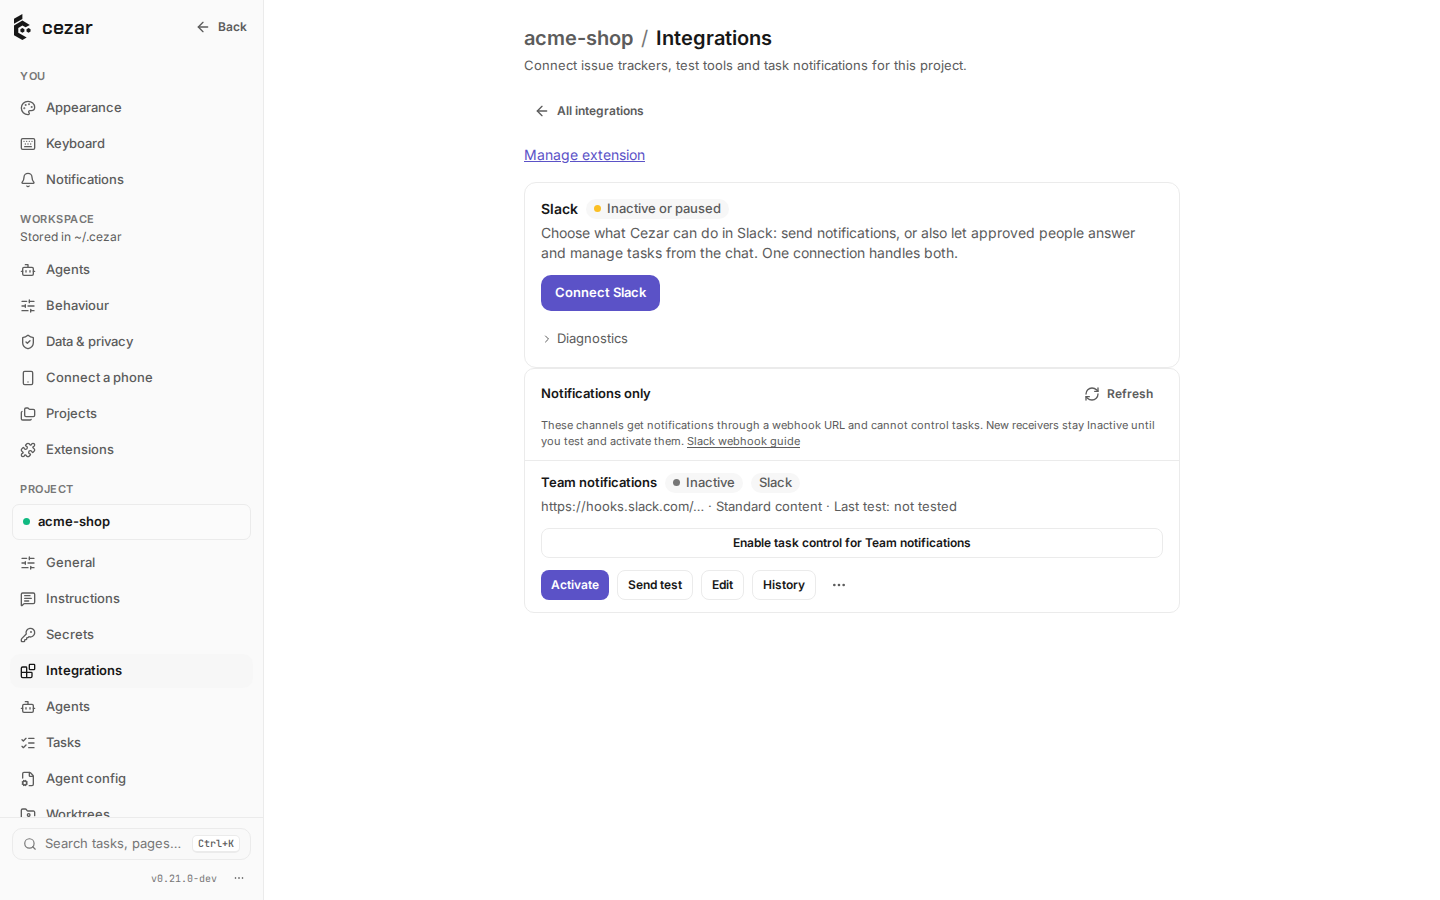 cezar
Back
YOU
Appearance
Keyboard
Notifications
WORKSPACE
Stored in ~/.cezar
Agents
Behaviour
Data & privacy
Connect a phone
Projects
Extensions
PROJECT
acme-shop
General
Instructions
Secrets
Integrations
Agents
Tasks
Agent config
Worktrees
Search tasks, pages... Ctrl+K
v0.21.0-dev ...
acme-shop / Integrations
Connect issue trackers, test tools and task notifications for this project.
All integrations
Manage extension
Slack Inactive or paused
Choose what Cezar can do in Slack: send notifications, or also let approved people answer
and manage tasks from the chat. One connection handles both.
Connect Slack
Diagnostics
Notifications only Refresh
These channels get notifications through a webhook URL and cannot control tasks. New receivers stay Inactive until
you test and activate them. Slack webhook guide
Team notifications Inactive Slack
https://hooks.slack.com/... · Standard content · Last test: not tested
Enable task control for Team notifications
Activate Send test Edit History ...